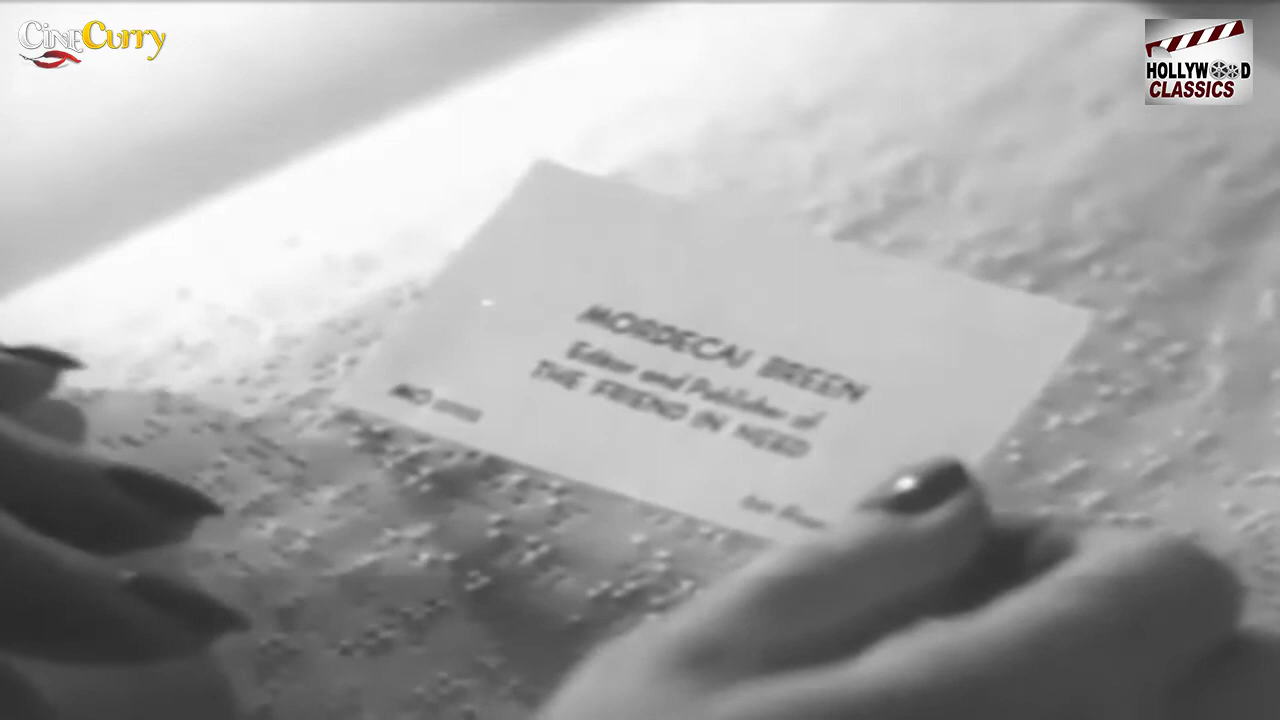 CineCurry
HOLLYWOOD
CLASSICS
MORDECAI BREEN
Editor and Publisher of
THE FRIEND IN NEED